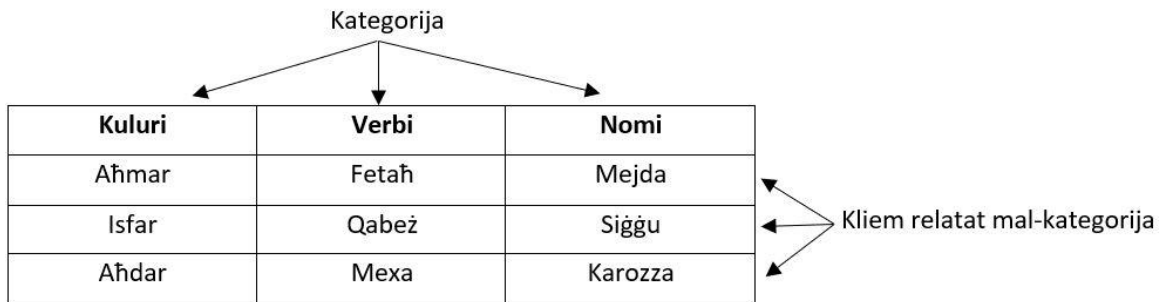 Kategorija
Kuluri Verbi Nomi
Aħmar Fetaħ Mejda
Isfar Qabeż Siġġu
Kliem relatat mal-kategorija
Aħdar Mexa Karozza